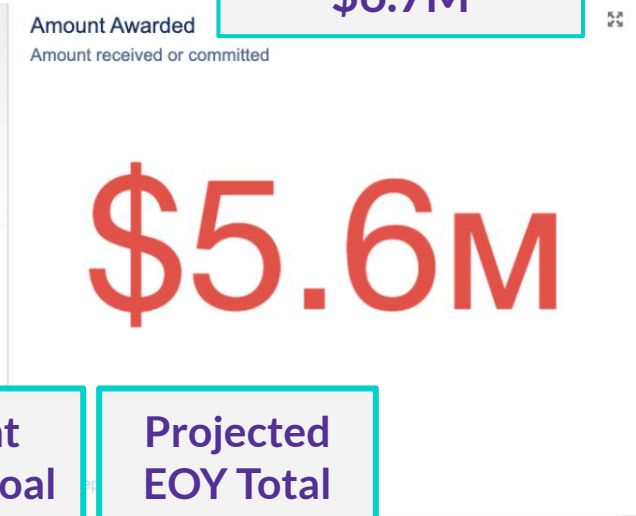 Amount Awarded
Amount received or committed
$5.6M
Projected
EOY Total